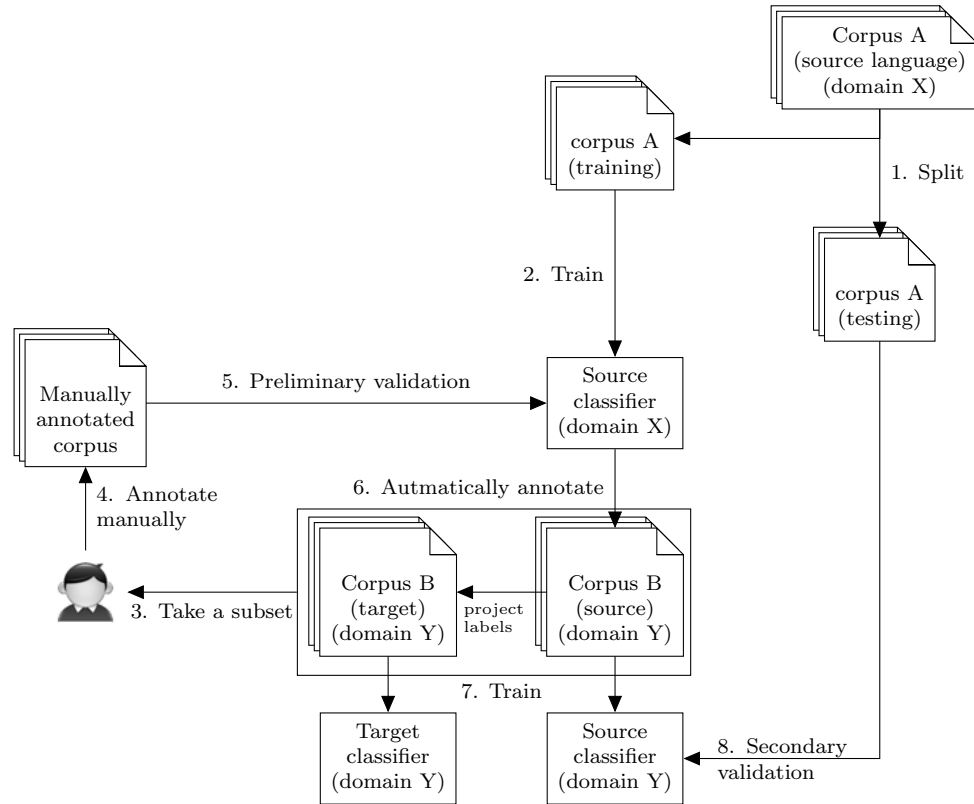 Corpus A
(source language)
(domain X)
corpus A
(training)
1. Split
2. Train
corpus A
(testing)
Manually
annotated
corpus
5. Preliminary validation
Source
classifier
(domain X)
4. Annotate
manually
6. Autmatically annotate
Corpus B
(target)
(domain Y)
project
labels
Corpus B
(source)
(domain Y)
3. Take a subset
7. Train
Target
classifier
(domain Y)
Source
classifier
(domain Y)
8. Secondary
validation